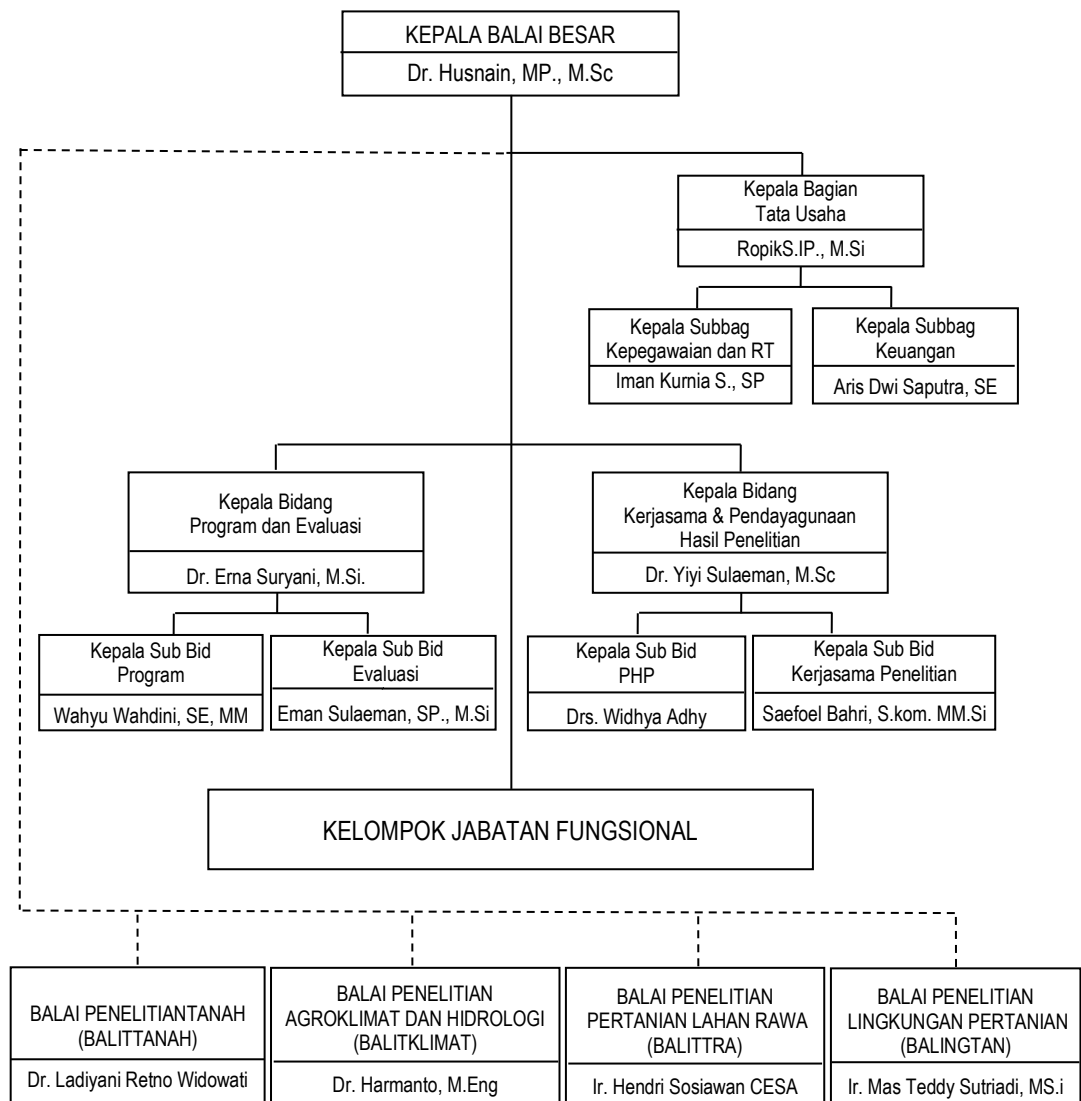 KEPALA BALAI BESAR
Dr. Husnain, MP., M.Sc
Kepala Bagian
Tata Usaha
RopikS.IP., M.Si
Kepala Subbag
Kepegawaian dan RT
Iman Kurnia S., SP
Kepala Subbag
Keuangan
Aris Dwi Saputra, SE
Kepala Bidang
Program dan Evaluasi
Dr. Erna Suryani, M.Si.
Kepala Bidang
Kerjasama & Pendayagunaan
Hasil Penelitian
Dr. Yiyi Sulaeman, M.Sc
Kepala Sub Bid
Program
Wahyu Wahdini, SE, MM
Kepala Sub Bid
Evaluasi
Eman Sulaeman, SP., M.Si
Kepala Sub Bid
PHP
Drs. Widhya Adhy
Kepala Sub Bid
Kerjasama Penelitian
Saefoel Bahri, S.kom. MM.Si
KELOMPOK JABATAN FUNGSIONAL
BALAI PENELITIANTANAH
(BALITTANAH)
Dr. Ladiyani Retno Widowati
BALAI PENELITIAN
AGROKLIMAT DAN HIDROLOGI
(BALITKLIMAT)
Dr. Harmanto, M.Eng
BALAI PENELITIAN
PERTANIAN LAHAN RAWA
(BALITTRA)
Ir. Hendri Sosiawan CESA
BALAI PENELITIAN
LINGKUNGAN PERTANIAN
(BALINGTAN)
Ir. Mas Teddy Sutriadi, MS.i